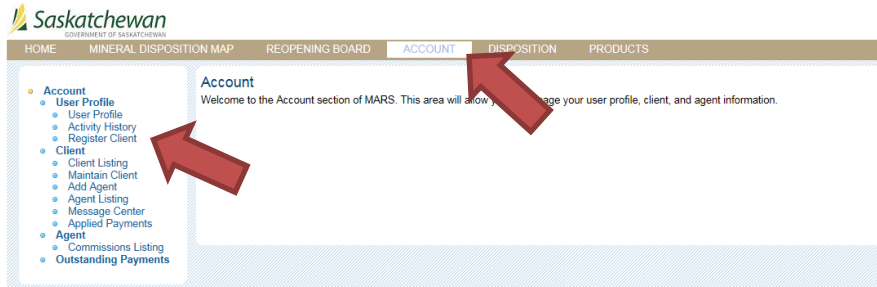 Saskatchewan
GOVERNMENT OF SASKATCHEWAN
HOME MINERAL DISPOSITION MAP REOPENING BOARD ACCOUNT DISPOSITION PRODUCTS
Account
User Profile
User Profile
Activity History
Register Client
Client
Client Listing
Maintain Client
Add Agent
Agent Listing
Message Center
Applied Payments
Agent
Commissions Listing
Outstanding Payments
Account
Welcome to the Account section of MARS. This area will allow your user profile, client, and agent information.